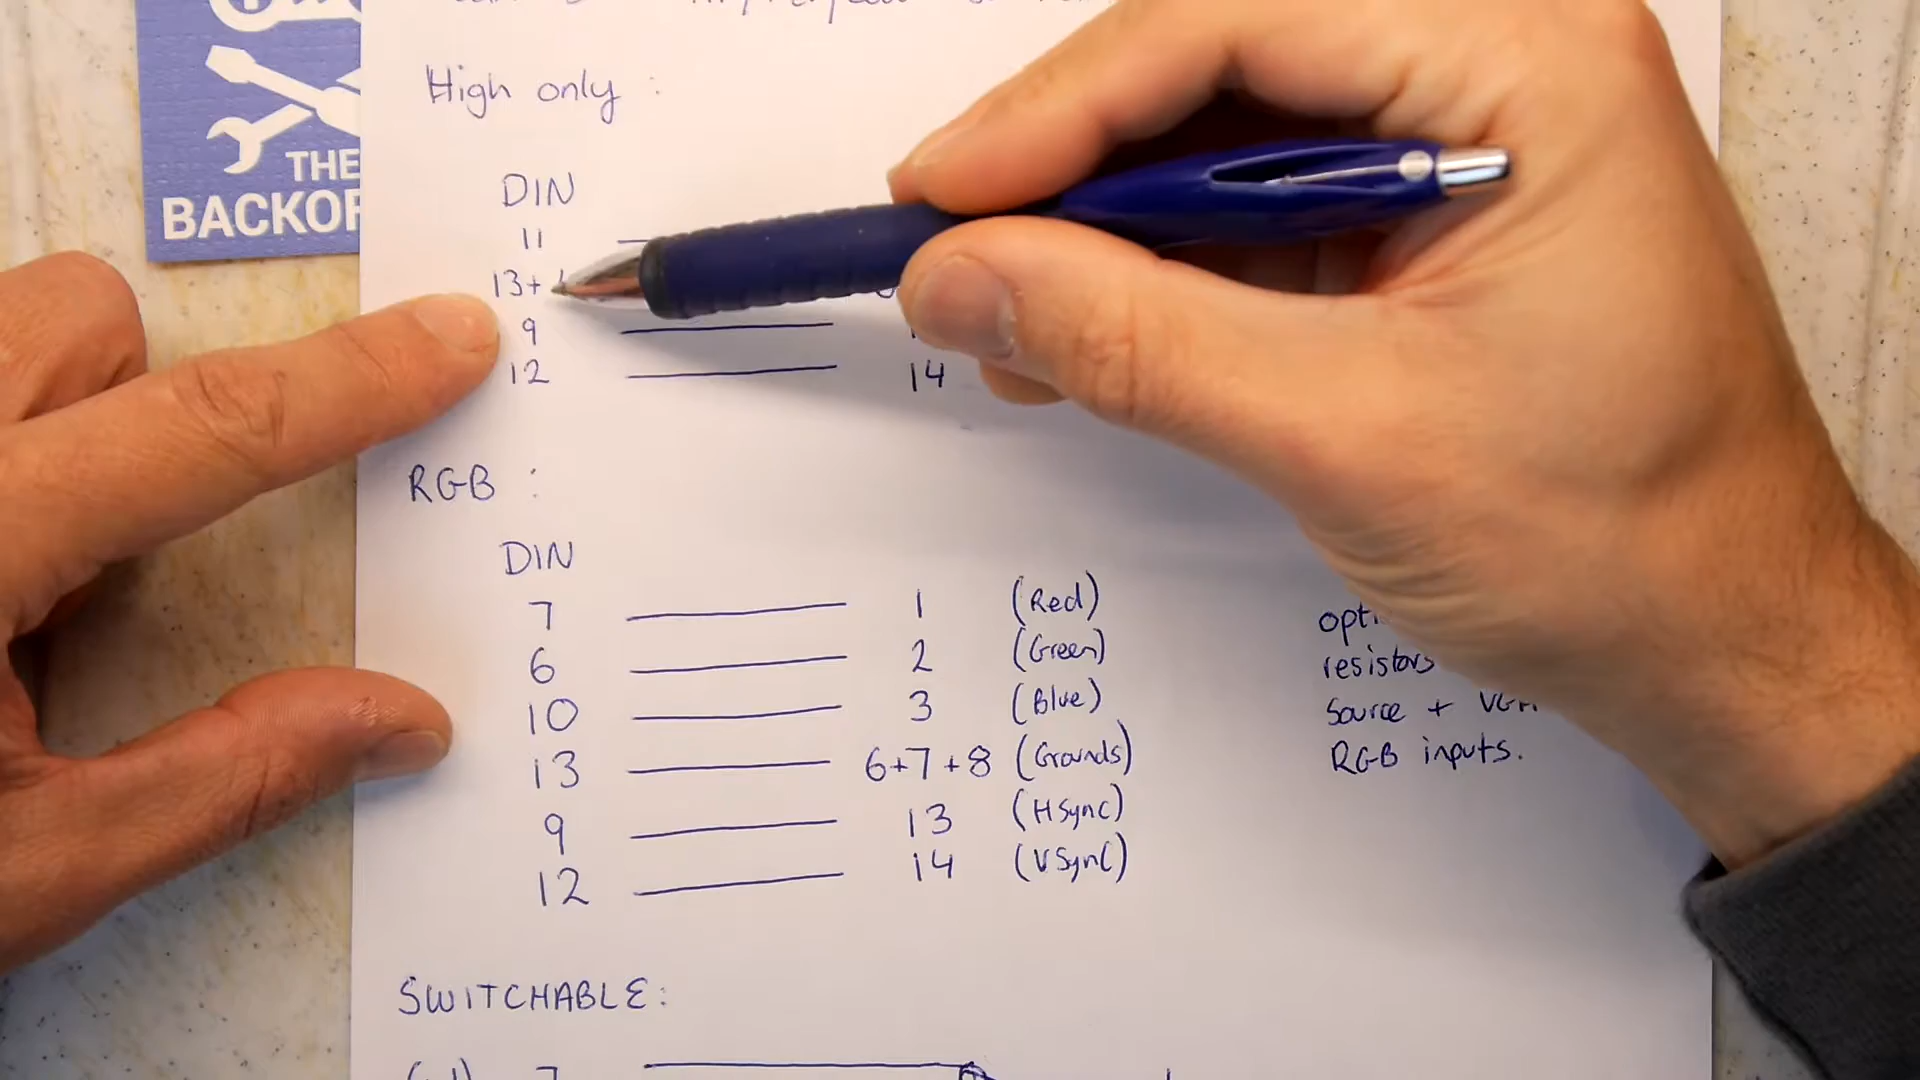 THE
High only :
DIN
11
13+
9
12 14
RGB :
DIN
7 1 (Red)
6 2 (Green)
10 3 (Blue)
13 6+7+8 (Grounds)
9 13 (HSync)
12 14 (VSync)
resistors
Source +
RGB inputs.
SWITCHABLE: